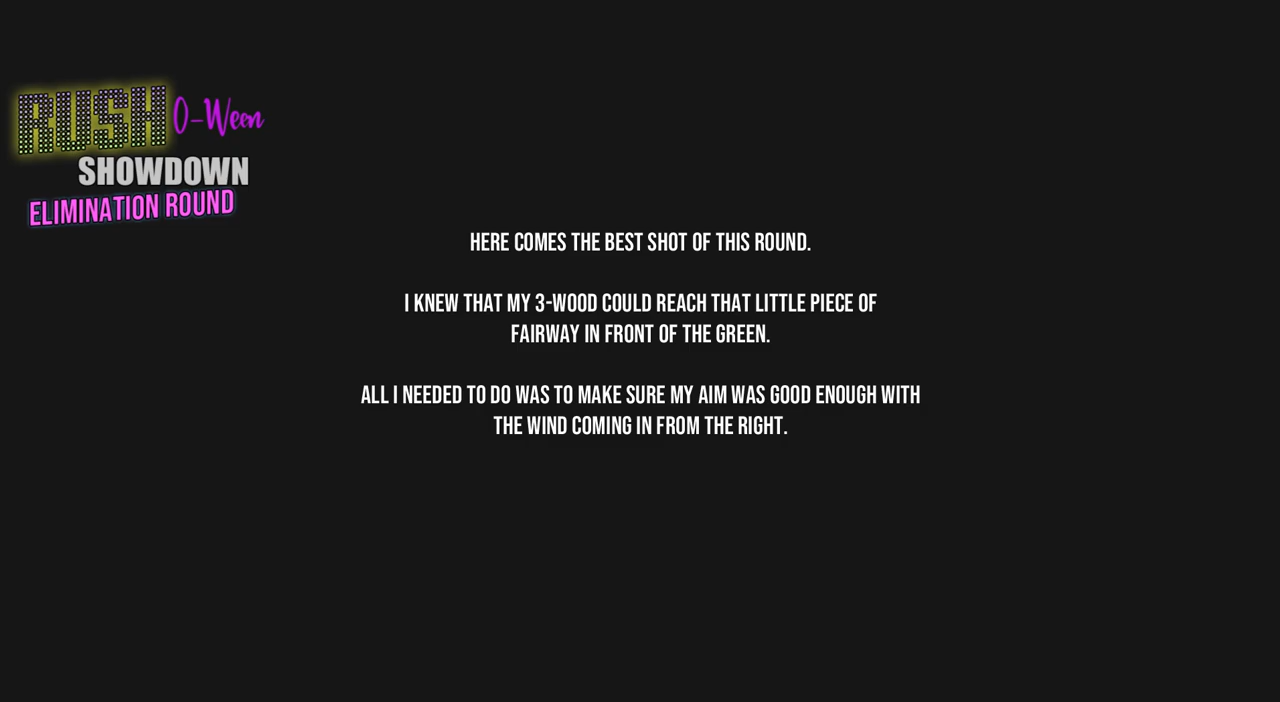 RUSH O-Ween
SHOWDOWN
ELIMINATION ROUND
HERE COMES THE BEST SHOT OF THIS ROUND.
I KNEW THAT MY 3-WOOD COULD REACH THAT LITTLE PIECE OF
FAIRWAY IN FRONT OF THE GREEN.
ALL I NEEDED TO DO WAS TO MAKE SURE MY AIM WAS GOOD ENOUGH WITH
THE WIND COMING IN FROM THE RIGHT.